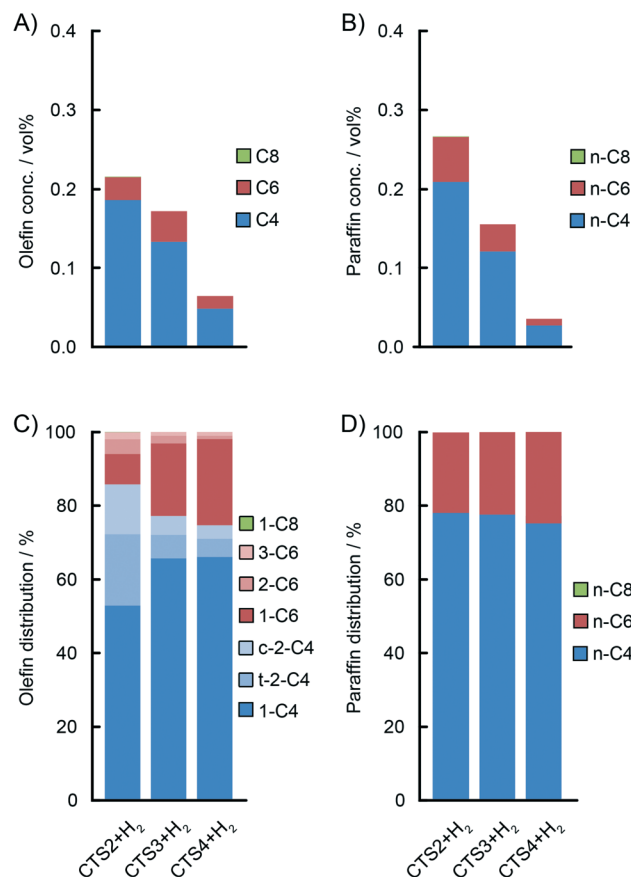 A)
Olefin conc. / vol%
0.4
0.3
0.2
0.1
0.0
C8
C6
C4
B)
Paraffin conc. / vol%
0.4
0.3
0.2
0.1
0.0
n-C8
n-C6
n-C4
C)
Olefin distribution / %
100
80
60
40
20
0
1-C8
3-C6
2-C6
1-C6
c-2-C4
t-2-C4
1-C4
CTS2+H₂
CTS3+H₂
CTS4+H₂
D)
Paraffin distribution / %
100
80
60
40
20
0
n-C8
n-C6
n-C4
CTS2+H₂
CTS3+H₂
CTS4+H₂